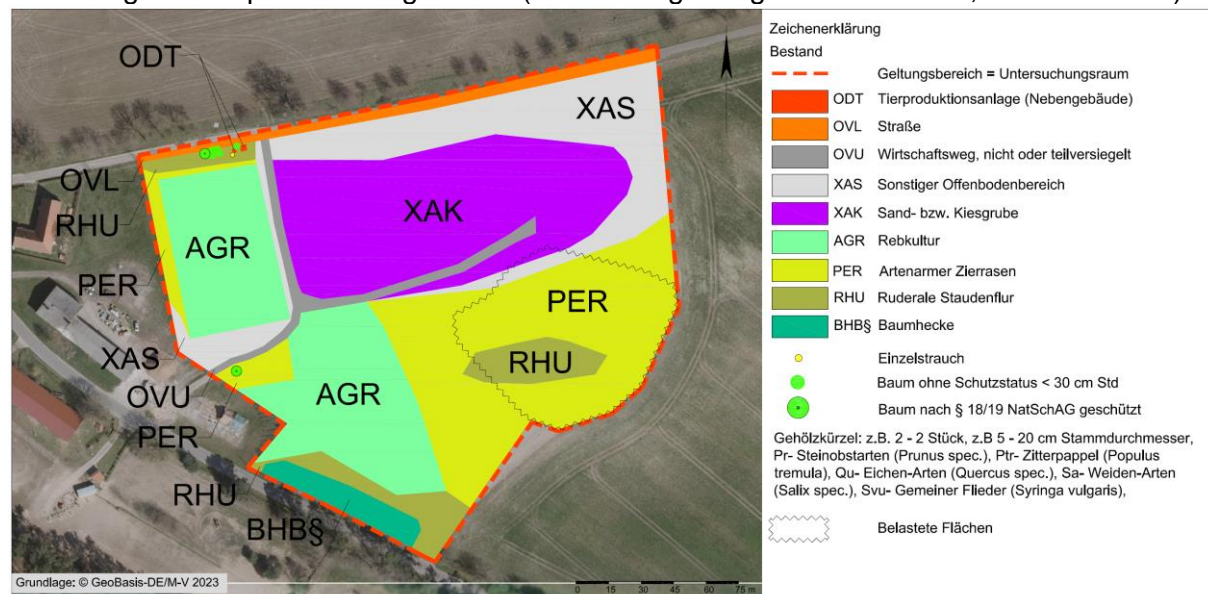 ODT
XAS
OVL
RHU
XAK
AGR
PER
PER
XAS
RHU
OVU
AGR
PER
RHU
BHB§
Grundlage: © GeoBasis-DE/M-V 2023
0 15 30 45 60 75 m
Zeichenerklärung
Bestand
Geltungsbereich = Untersuchungsraum
ODT Tierproduktionsanlage (Nebengebäude)
OVL Straße
OVU Wirtschaftsweg, nicht oder teilversiegelt
XAS Sonstiger Offenbodenbereich
XAK Sand- bzw. Kiesgrube
AGR Rebkultur
PER Artenarmer Zierrasen
RHU Ruderale Staudenflur
BHB§ Baumhecke
Einzelstrauch
Baum ohne Schutzstatus < 30 cm Std
Baum nach § 18/19 NatSchAG geschützt
Gehölzkürzel: z.B. 2 - 2 Stück, z.B 5 - 20 cm Stammdurchmesser,
Pr- Steinobstarten (Prunus spec.), Ptr- Zitterpappel (Populus
tremula), Qu- Eichen-Arten (Quercus spec.), Sa- Weiden-Arten
(Salix spec.), Svu- Gemeiner Flieder (Syringa vulgaris),
Belastete Flächen